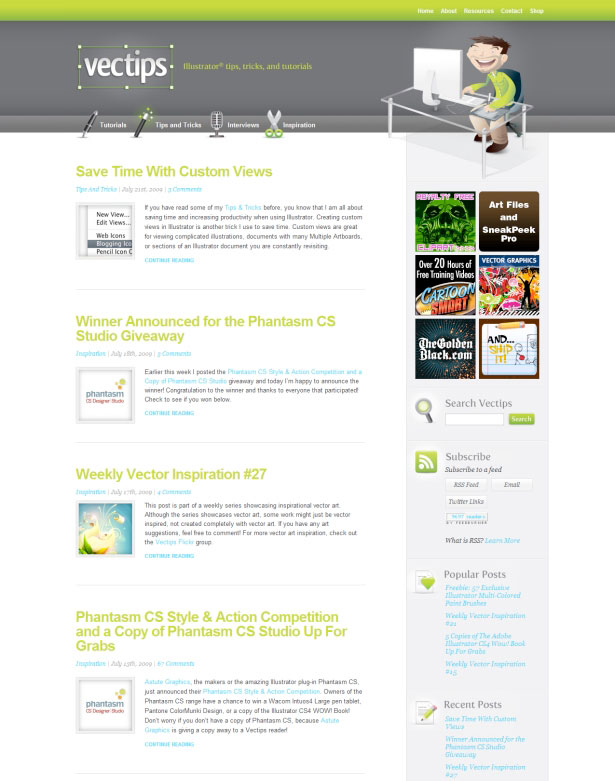 Home About Resources Contact Shop
vectips
Illustrator® tips, tricks, and tutorials
Tutorials Tips and Tricks Interviews Inspiration
Save Time With Custom Views
Tips and Tricks | July 21st, 2009 | 3 Comments
New View...
Edit Views...
Web Icons
Blogging Ico
Pencil Icon C
If you have read some of my Tips & Tricks before, you know that I am all about
saving time and increasing productivity when using Illustrator. Creating custom
views in Illustrator is another trick I use to save time. Custom views are great
for viewing complicated illustrations, documents with many Multiple Artboards,
or sections of an Illustrator document you are constantly revisiting.
CONTINUE READING
Winner Announced for the Phantasm CS
Studio Giveaway
Inspiration | July 18th, 2009 | 3 Comments
phantasm
CS Designer Studio
Earlier this week I posted the Phantasm CS Style & Action Competition and a
Copy of Phantasm CS Studio giveaway and today I'm happy to announce the
winner! Congratulation to the winner and thanks to everyone that participated!
Check to see if you won below.
CONTINUE READING
Weekly Vector Inspiration #27
Inspiration | July 17th, 2009 | 4 Comments
This post is part of a weekly series showcasing inspirational vector art.
Although the series showcases vector art, some work might just be vector
inspired, not created completely with vector art. If you have any art
suggestions, feel free to comment! For more vector art inspiration, check out
the Vectips Flickr group.
CONTINUE READING
Phantasm CS Style & Action Competition
and a Copy of Phantasm CS Studio Up For
Grabs
Inspiration | July 13th, 2009 | 67 Comments
phantasm
CS Designer Studio
Astute Graphics, the makers or the amazing Illustrator plug-in Phantasm CS,
just announced their Phantasm CS Style & Action Competition. Owners of the
Phantasm CS range have a chance to win a Wacom Intuos4 Large pen tablet,
Pantone ColorMunki Design, or a copy of the Illustrator CS4 WOW! Book!
Don't worry if you don't have a copy of Phantasm CS, because Astute
Graphics is giving a copy away to a Vectips reader!
CONTINUE READING
ROYALTY FREE
CLIPART
Art Files
and
SneakPeek
Pro
Over 20 Hours of
Free Training Videos
CARTOON
SMART
VECTOR GRAPHICS
TheGolden
Black.com
AND...
SHIP
IT!
Search Vectips
Search
Subscribe
Subscribe to a feed
RSS Feed Email
Twitter Links
readers
BY FEEDBURNER
What is RSS? Learn More
Popular Posts
Freebie: 57 Exclusive
Illustrator Multi-Colored
Paint Brushes
Weekly Vector Inspiration
#21
5 Copies of The Adobe
Illustrator CS4 Wow! Book
Up For Grabs
Weekly Vector Inspiration
#15
Recent Posts
Save Time With Custom
Views
Winner Announced for the
Phantasm CS Studio
Giveaway
Weekly Vector Inspiration
#27